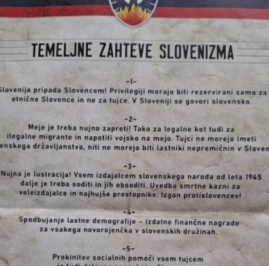 TEMELJNE ZAHTEVE SLOVENIZMA
-1-
Slovenija pripada Slovencem! Privilegiji morajo biti rezervirani samo za
etnične Slovence in ne za tujce. V Sloveniji se govori slovensko.
-2-
Meje je treba nujno zapreti! Tako za legalne kot tudi za
ilegalne migrante in napotiti vojsko na mejo. Tujci ne morejo imeti
slovenskega državljanstva, niti ne morejo biti lastniki nepremičnin v Sloveniji
-3-
Nujna je lustracija! Vsem izdajalcem slovenskega naroda od leta 1945
dalje je treba soditi in jih obsoditi. Uvedba smrtne kazni za
veleizdajalce in najhujše prestopnike. Izgon protislovencev!
-4-
Spodbujanje lastne demografije – izdatne finančne nagrade
za vsakega novorojenčka v slovenskih družinah.
-5-
Prekinitev socialnih pomoči vsem tujcem